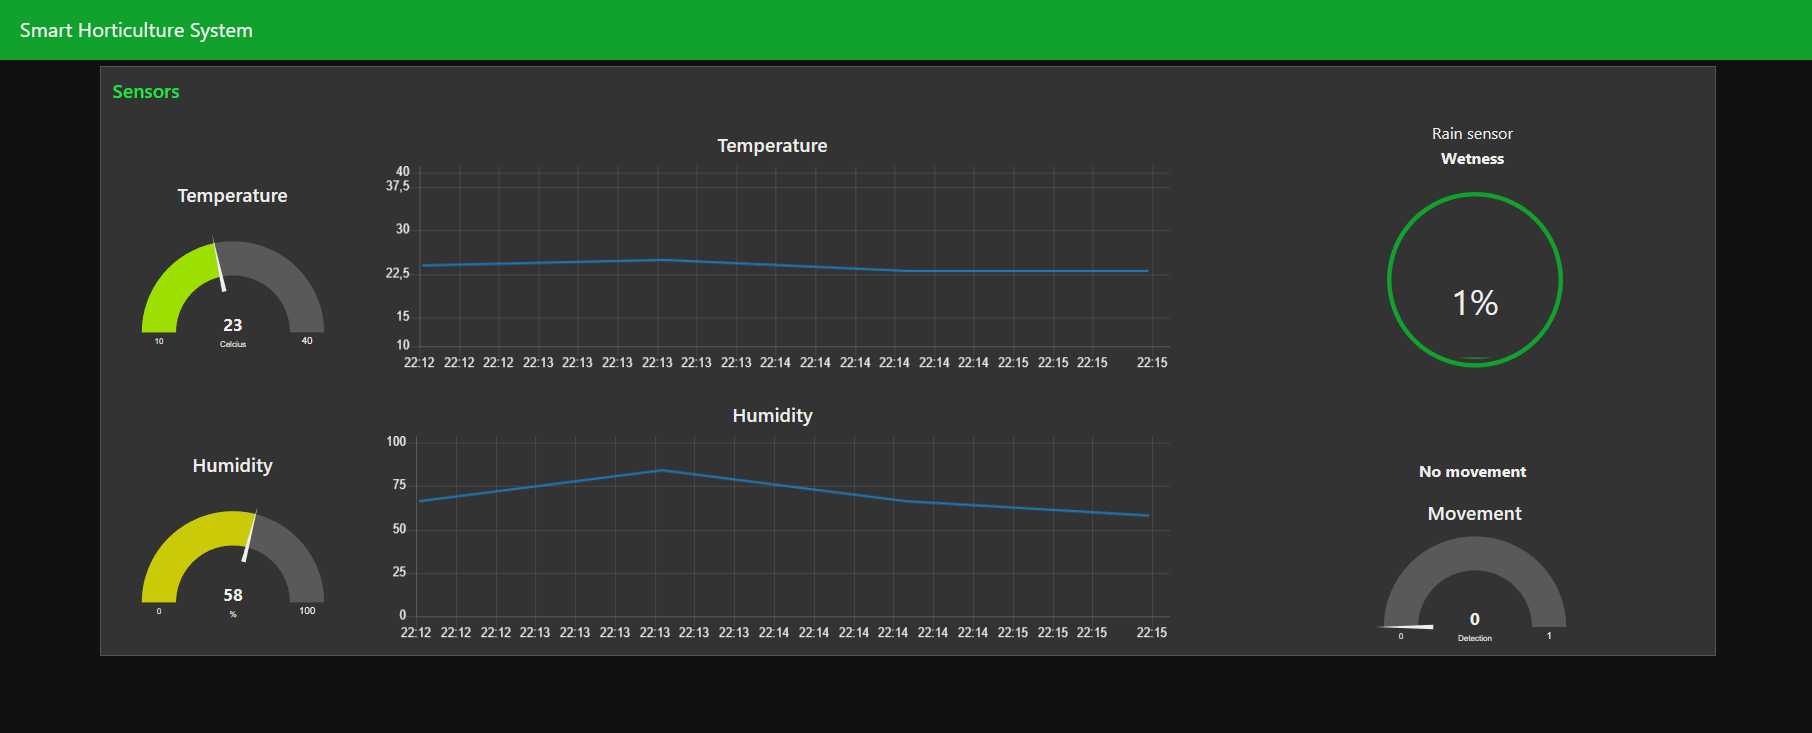 Smart Horticulture System
Sensors
Temperature
23
Celcius
10
40
Temperature
40
37,5
30
22,5
15
10
22:12 22:12 22:12 22:13 22:13 22:13 22:13 22:13 22:13 22:14 22:14 22:14 22:14 22:14 22:14 22:15 22:15 22:15 22:15
Rain sensor
Wetness
1%
Humidity
58
%
0
100
Humidity
100
75
50
25
0
22:12 22:12 22:12 22:13 22:13 22:13 22:13 22:13 22:13 22:14 22:14 22:14 22:14 22:14 22:15 22:15 22:15 22:15
No movement
Movement
0
Detection
0
1